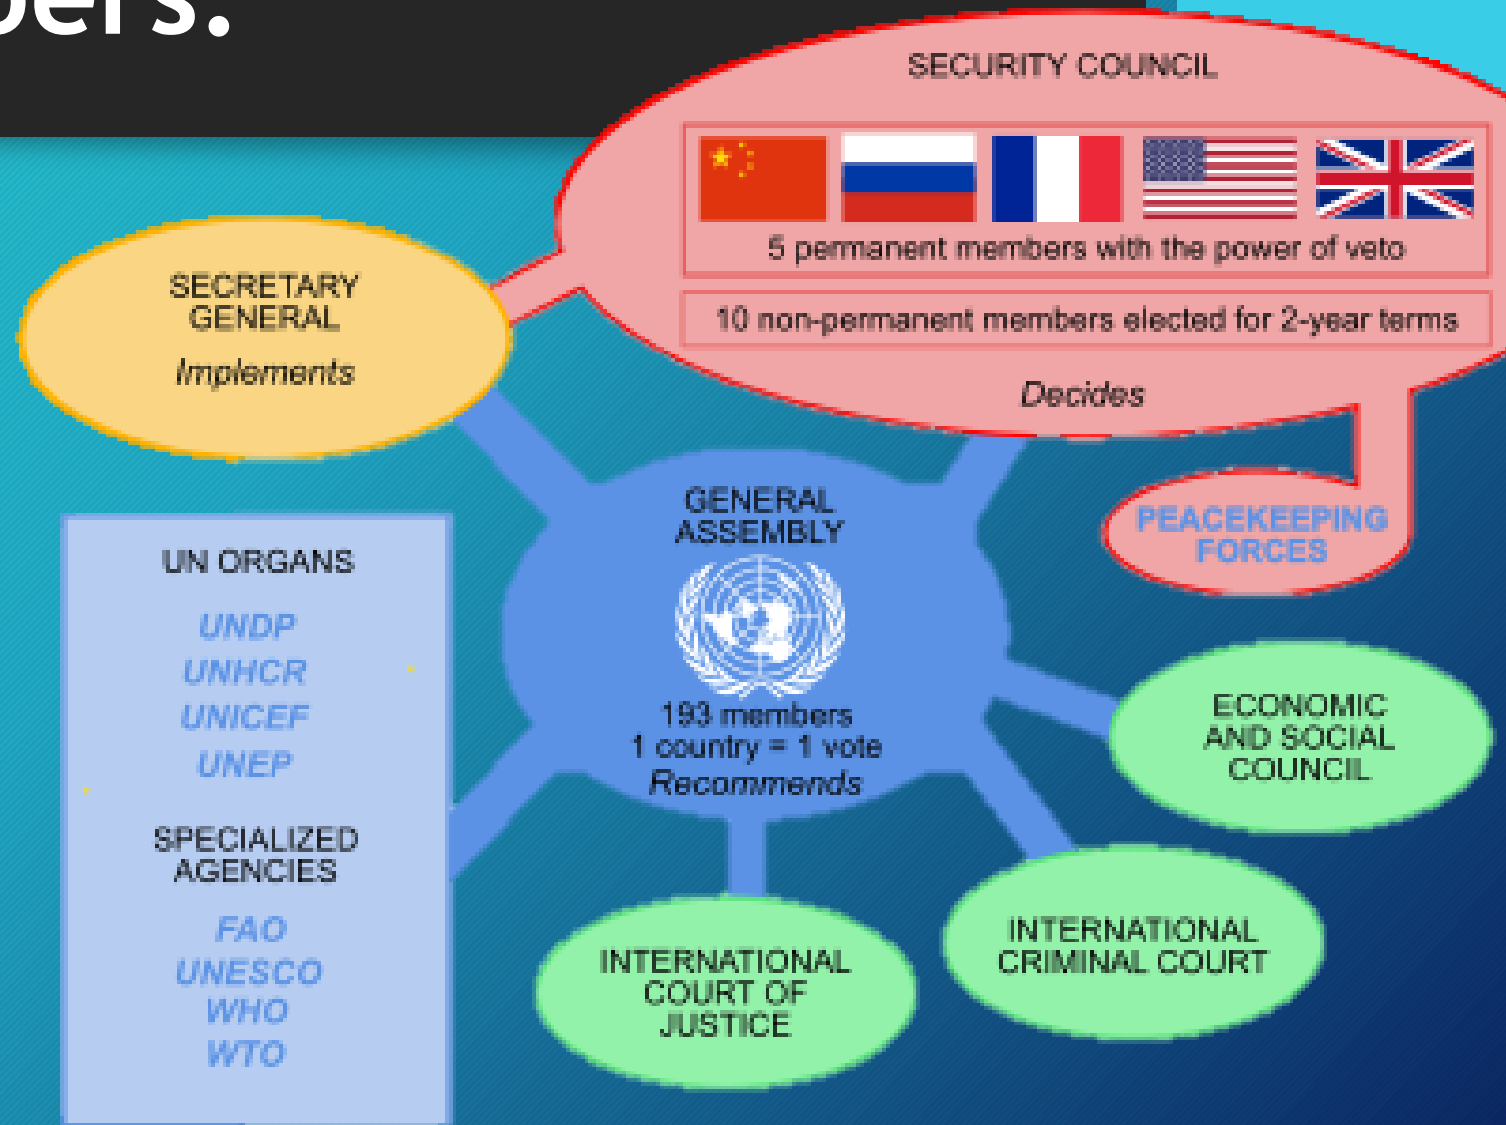 SECURITY COUNCIL
5 permanent members with the power of veto
10 non-permanent members elected for 2-year terms
Decides
SECRETARY
GENERAL
Implements
GENERAL
ASSEMBLY
193 members
1 country = 1 vote
Recommends
PEACEKEEPING
FORCES
UN ORGANS
UNDP
UNHCR
UNICEF
UNEP
SPECIALIZED
AGENCIES
FAO
UNESCO
WHO
WTO
ECONOMIC
AND SOCIAL
COUNCIL
INTERNATIONAL
CRIMINAL COURT
INTERNATIONAL
COURT OF
JUSTICE